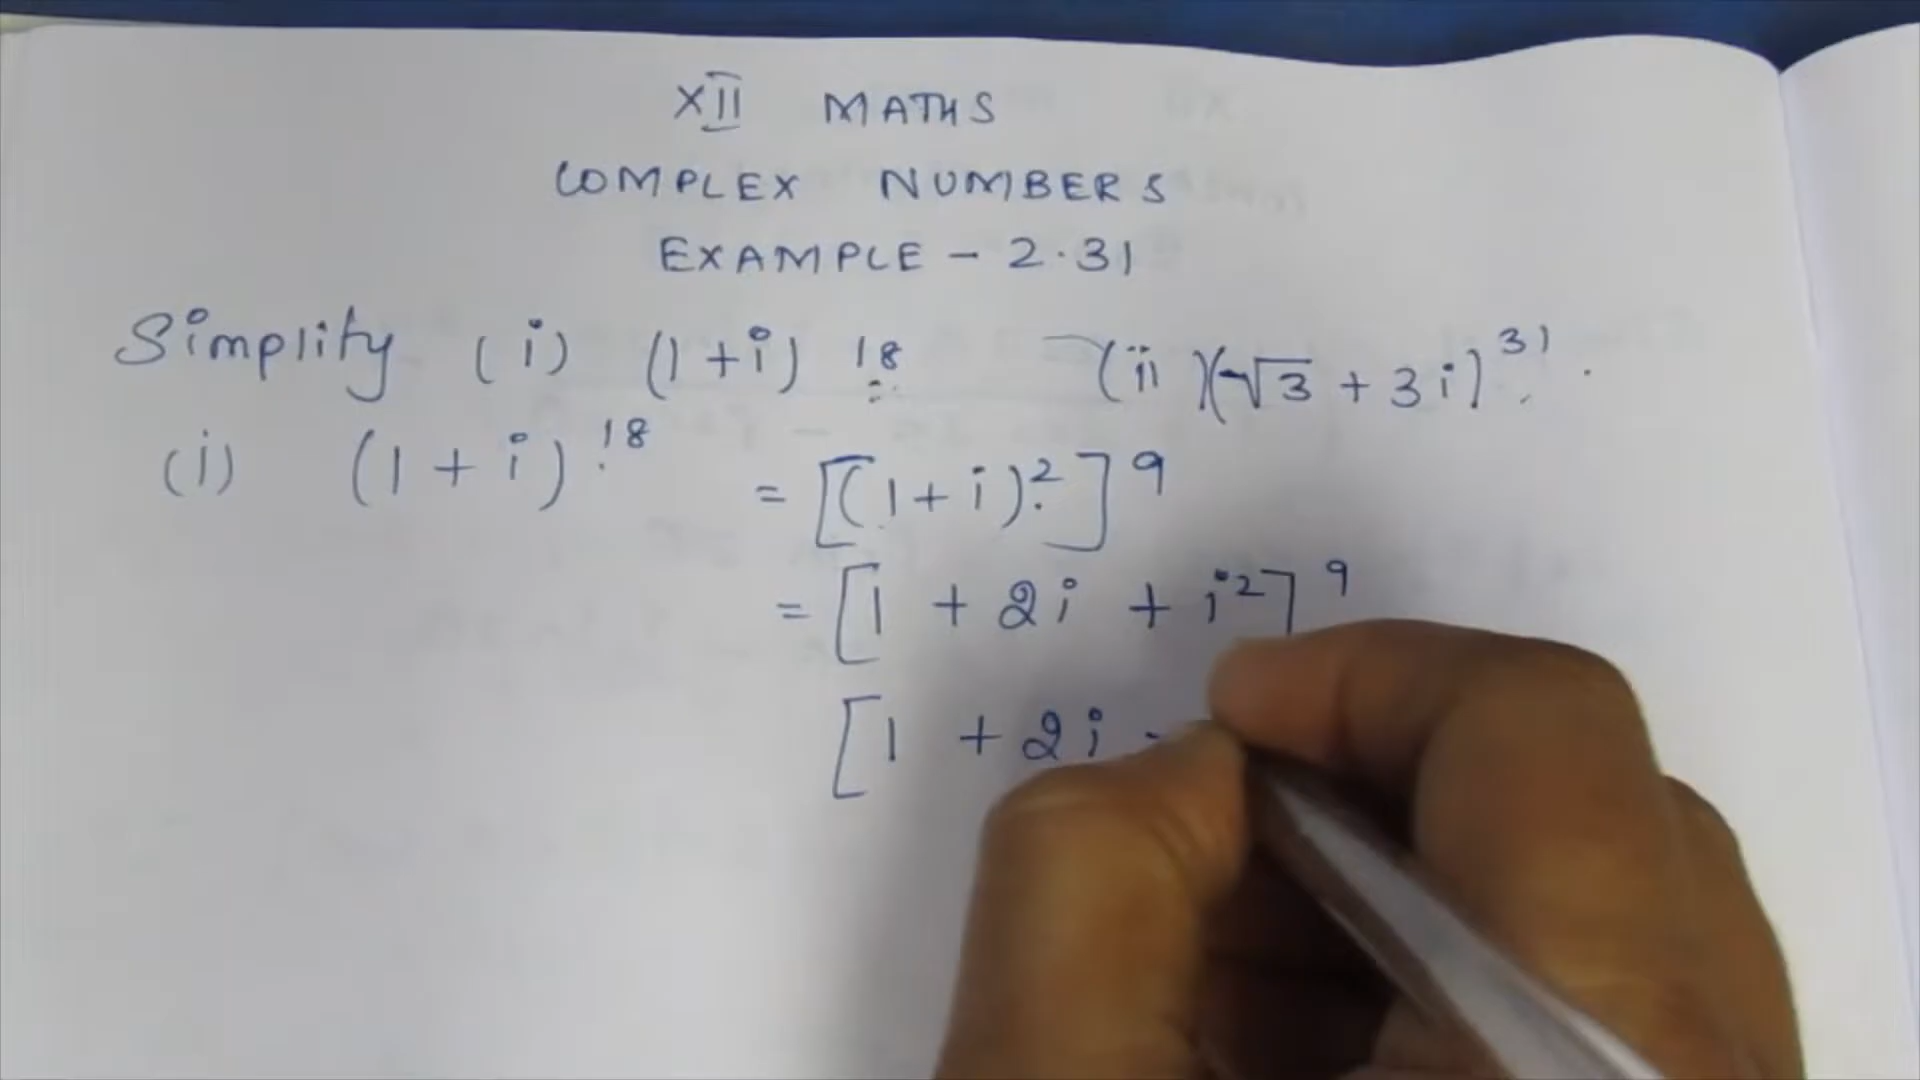 XII MATHS
COMPLEX NUMBERS
EXAMPLE - 2.31
Simplify (i) (1+i)^18 (ii) (-√3 + 3i)^31.
(i) (1 + i)^18 = [(1+i)^2]^9
= [1 + 2i + i^2]^9
[1 + 2i -